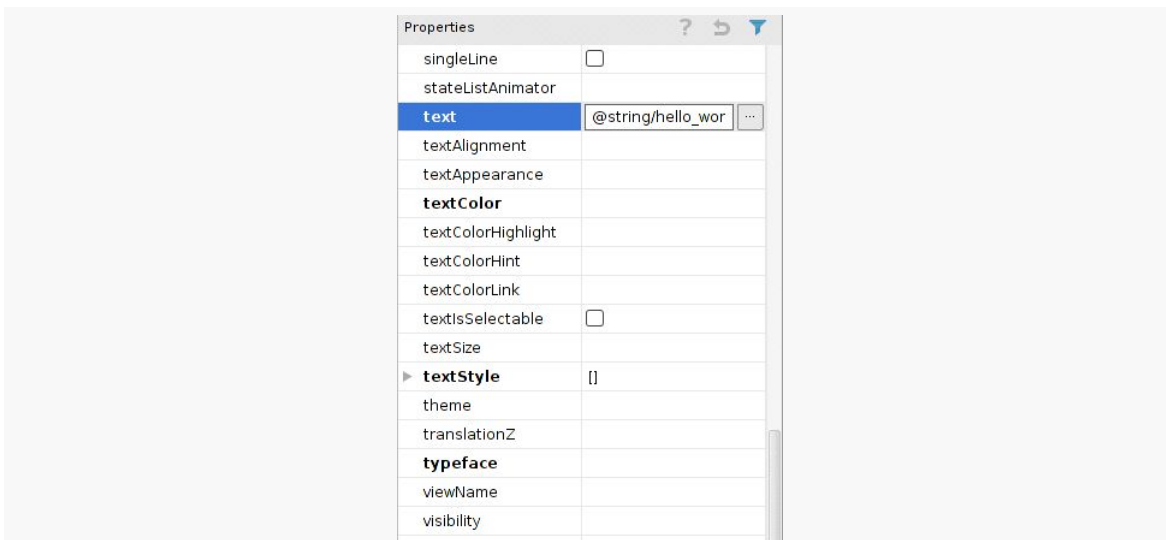 Properties ?
singleLine
stateListAnimator
text @string/hello_wor ...
textAlignment
textAppearance
textColor
textColorHighlight
textColorHint
textColorLink
textIsSelectable
textSize
textStyle []
theme
translationZ
typeface
viewName
visibility